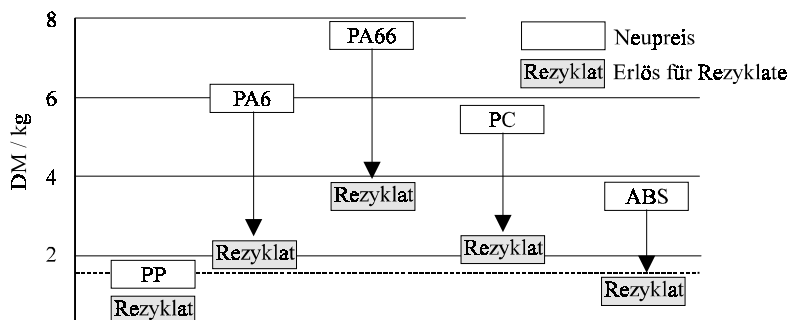 8
PA66
Neupreis
Rezyklat Erlös für Rezyklate
6
PA6
PC
DM / kg
4
Rezyklat
ABS
2
Rezyklat
Rezyklat
PP
Rezyklat
Rezyklat